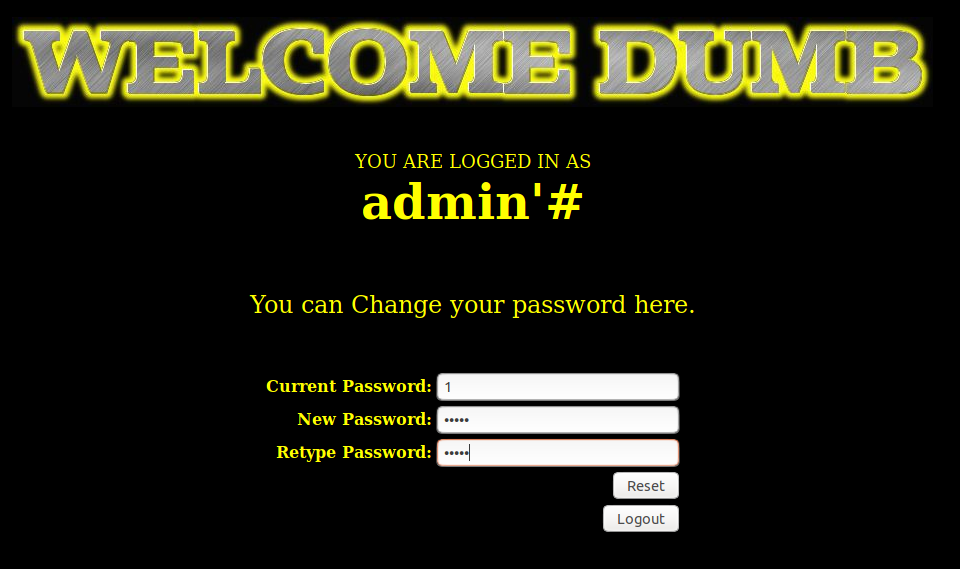 WELCOME DUMB
YOU ARE LOGGED IN AS
admin'#
You can Change your password here.
Current Password: 1
New Password: •••••
Retype Password: •••••
Reset
Logout